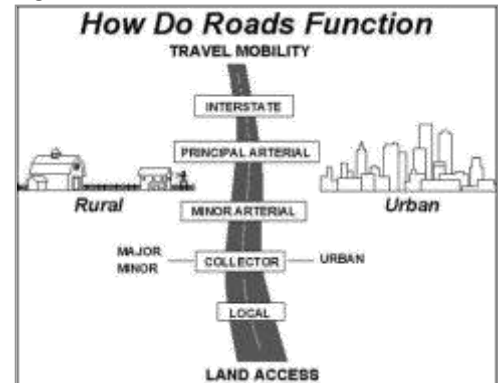 How Do Roads Function
TRAVEL MOBILITY
INTERSTATE
PRINCIPAL ARTERIAL
Rural
MINOR ARTERIAL
Urban
MAJOR
MINOR
COLLECTOR
URBAN
LOCAL
LAND ACCESS